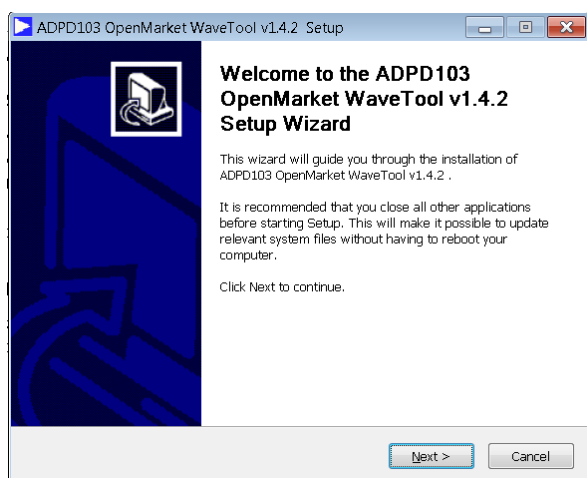 ADPD103 OpenMarket WaveTool v1.4.2 Setup
Welcome to the ADPD103
OpenMarket WaveTool v1.4.2
Setup Wizard
This wizard will guide you through the installation of
ADPD103 OpenMarket WaveTool v1.4.2 .
It is recommended that you close all other applications
before starting Setup. This will make it possible to update
relevant system files without having to reboot your
computer.
Click Next to continue.
Next >
Cancel